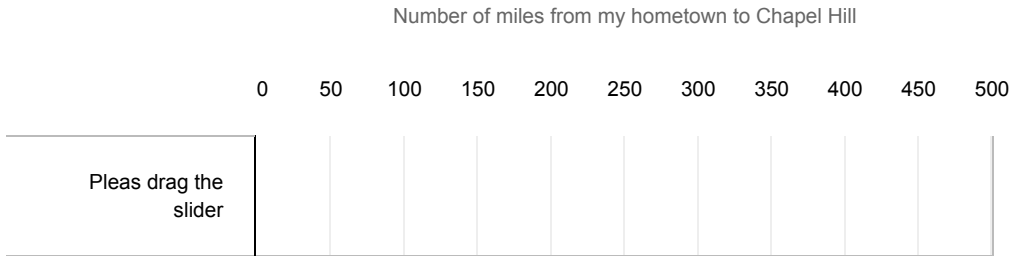 Number of miles from my hometown to Chapel Hill
0 50 100 150 200 250 300 350 400 450 500
Pleas drag the
slider